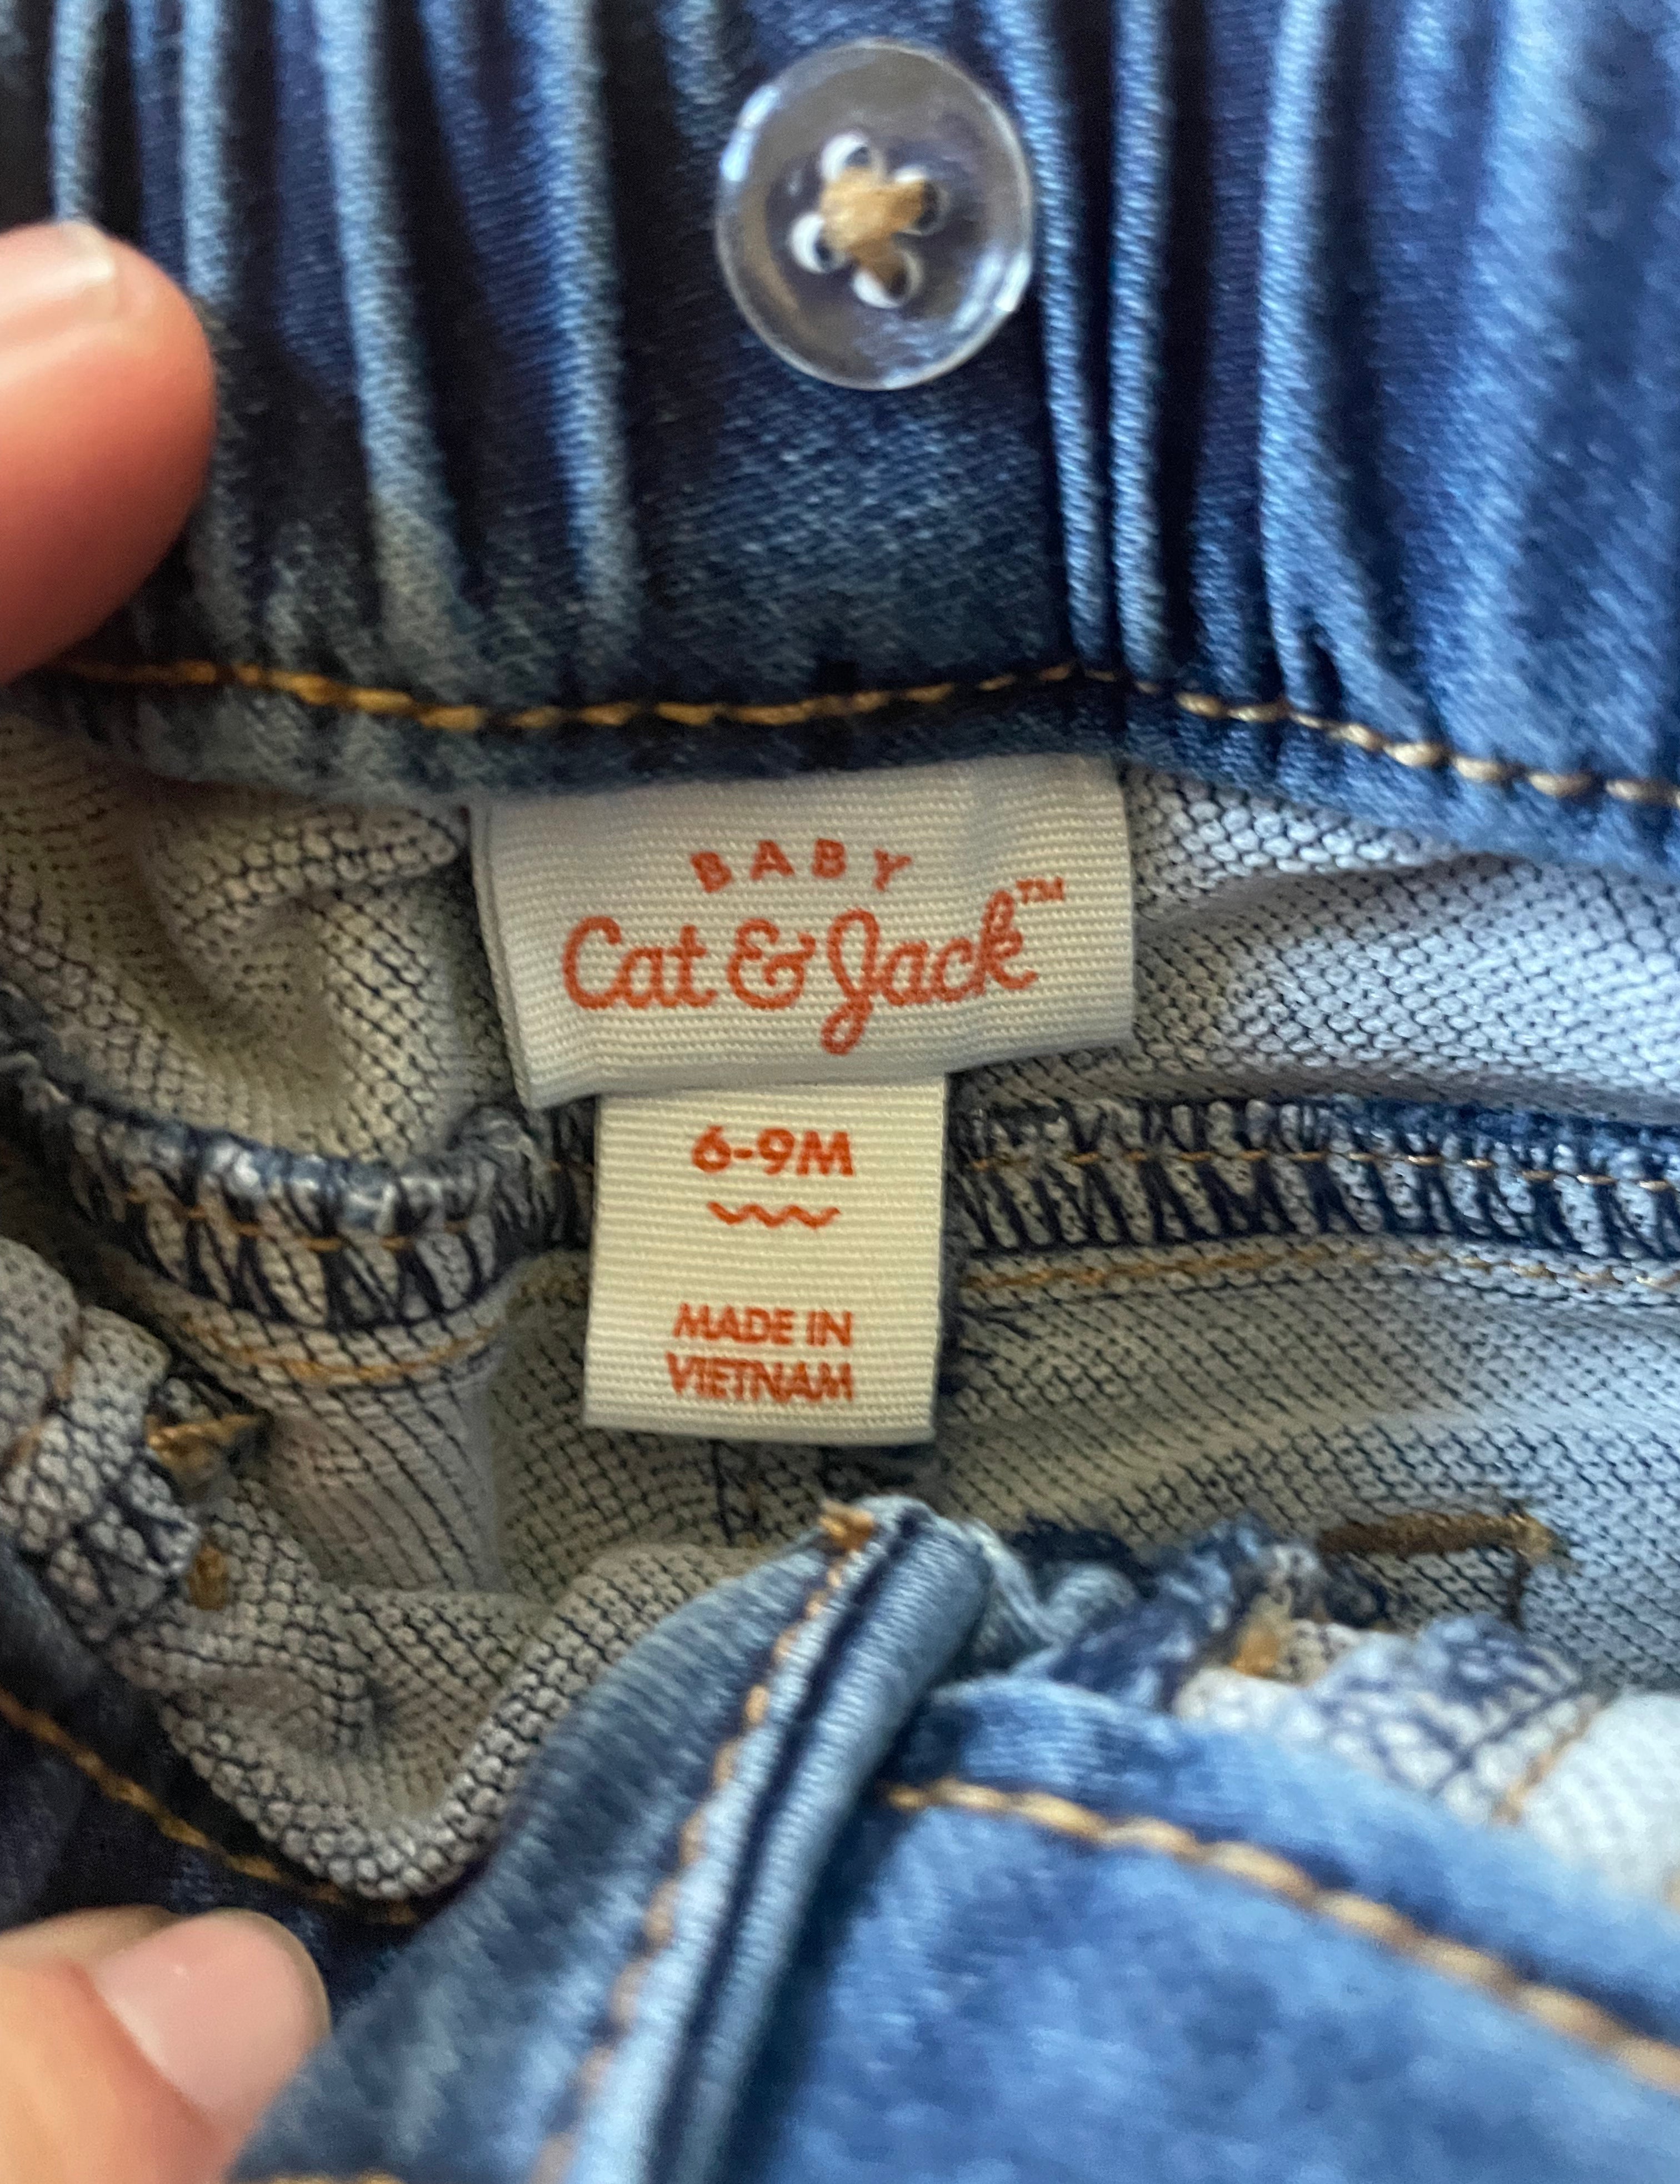 BABY
Cat & Jack™
6-9M
MADE IN
VIETNAM